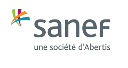 sanef
une société d'Abertis